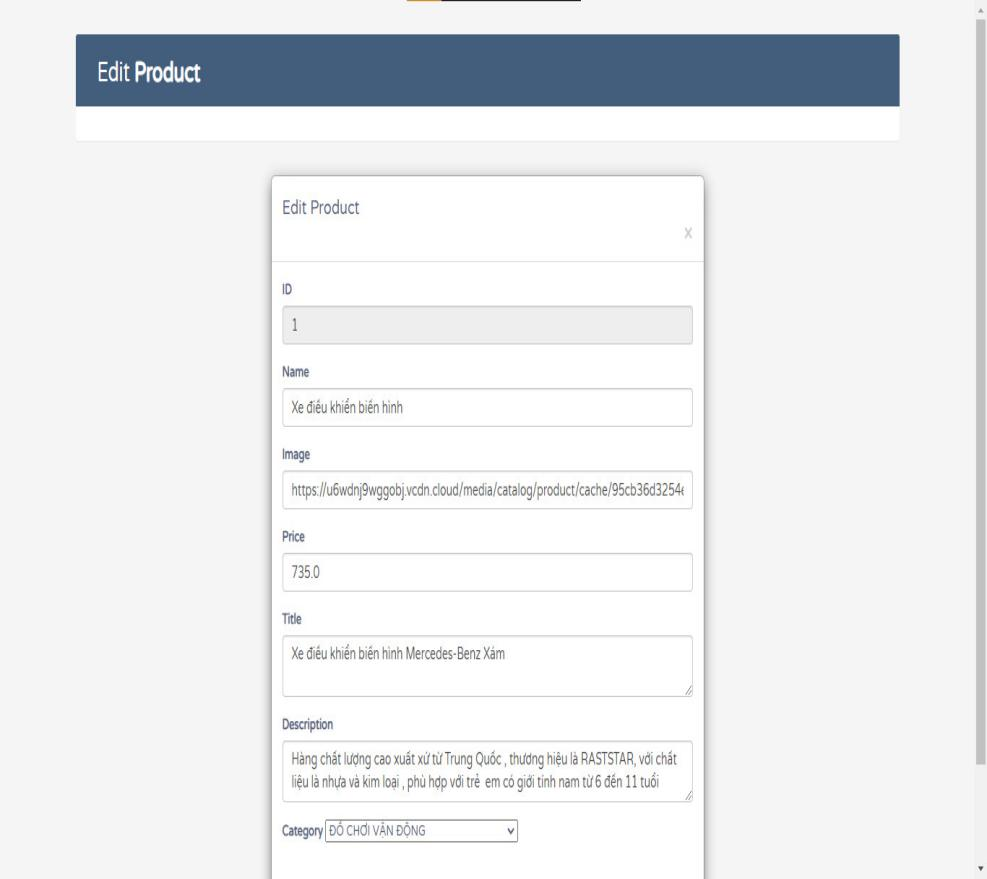 Edit Product
Edit Product
x
ID
1
Name
Xe điều khiển biến hình
Image
https://u6wdnj9wggobj.vcdn.cloud/media/catalog/product/cache/95cb36d3254e
Price
735.0
Title
Xe điều khiển biến hình Mercedes-Benz Xám
Description
Hàng chất lượng cao xuất xứ từ Trung Quốc , thương hiệu là RASTSTAR, với chất
liệu là nhựa và kim loại , phù hợp với trẻ em có giới tính nam từ 6 đến 11 tuổi
Category ĐỒ CHƠI VẬN ĐỘNG